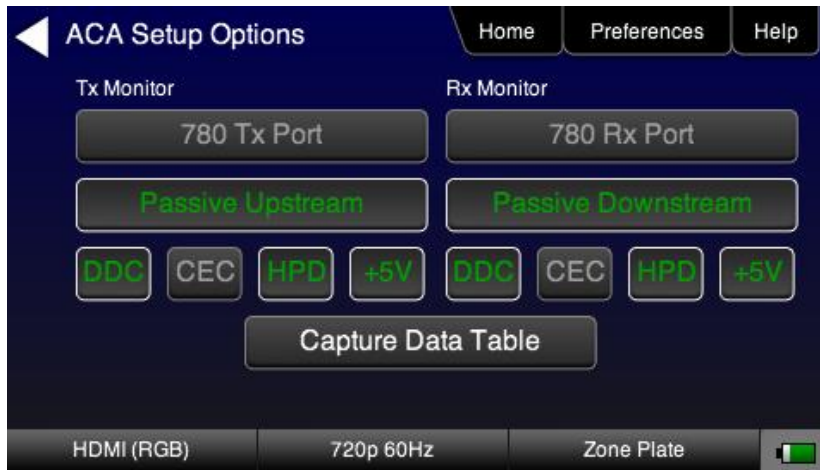 ACA Setup Options
Home Preferences Help
Tx Monitor Rx Monitor
780 Tx Port 780 Rx Port
Passive Upstream Passive Downstream
DDC CEC HPD +5V DDC CEC HPD +5V
Capture Data Table
HDMI (RGB) 720p 60Hz Zone Plate